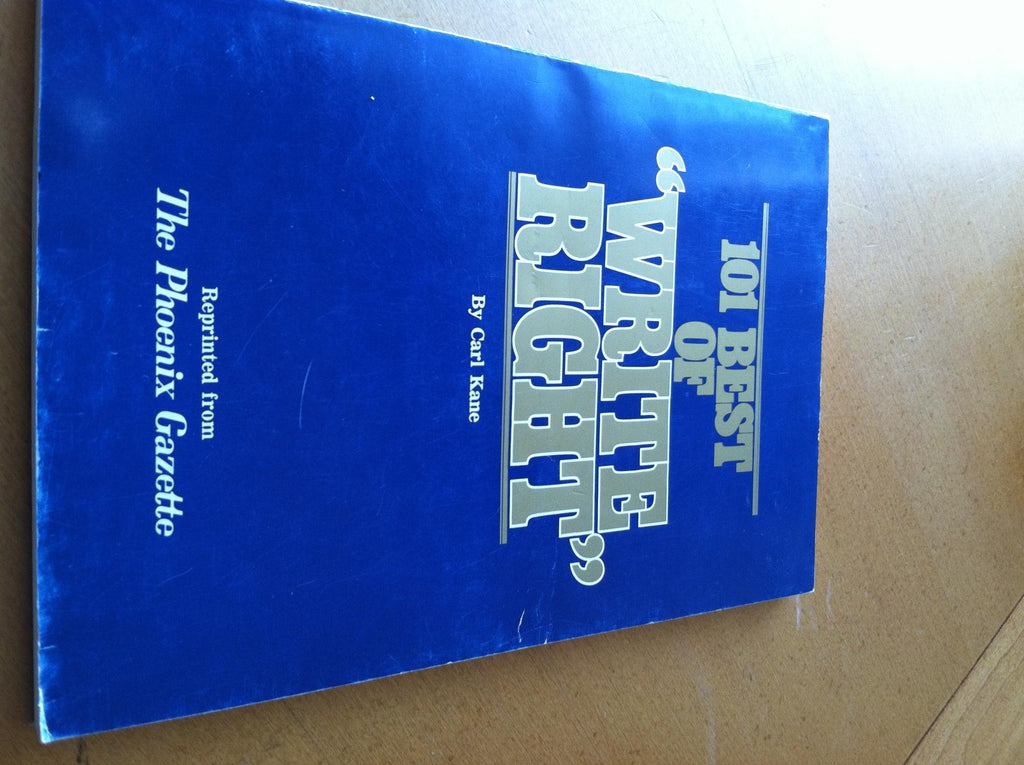 101 BEST
OF
“WRITE
RIGHT”
By Carl Kane
Reprinted from
The Phoenix Gazette